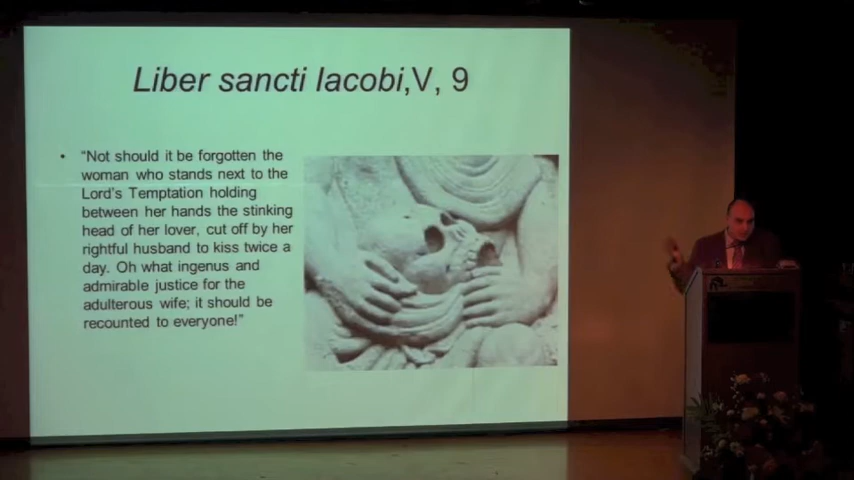 Liber sancti Iacobi,V, 9
• “Not should it be forgotten the
woman who stands next to the
Lord’s Temptation holding
between her hands the stinking
head of her lover, cut off by her
rightful husband to kiss twice a
day. Oh what ingenus and
admirable justice for the
adulterous wife; it should be
recounted to everyone!”